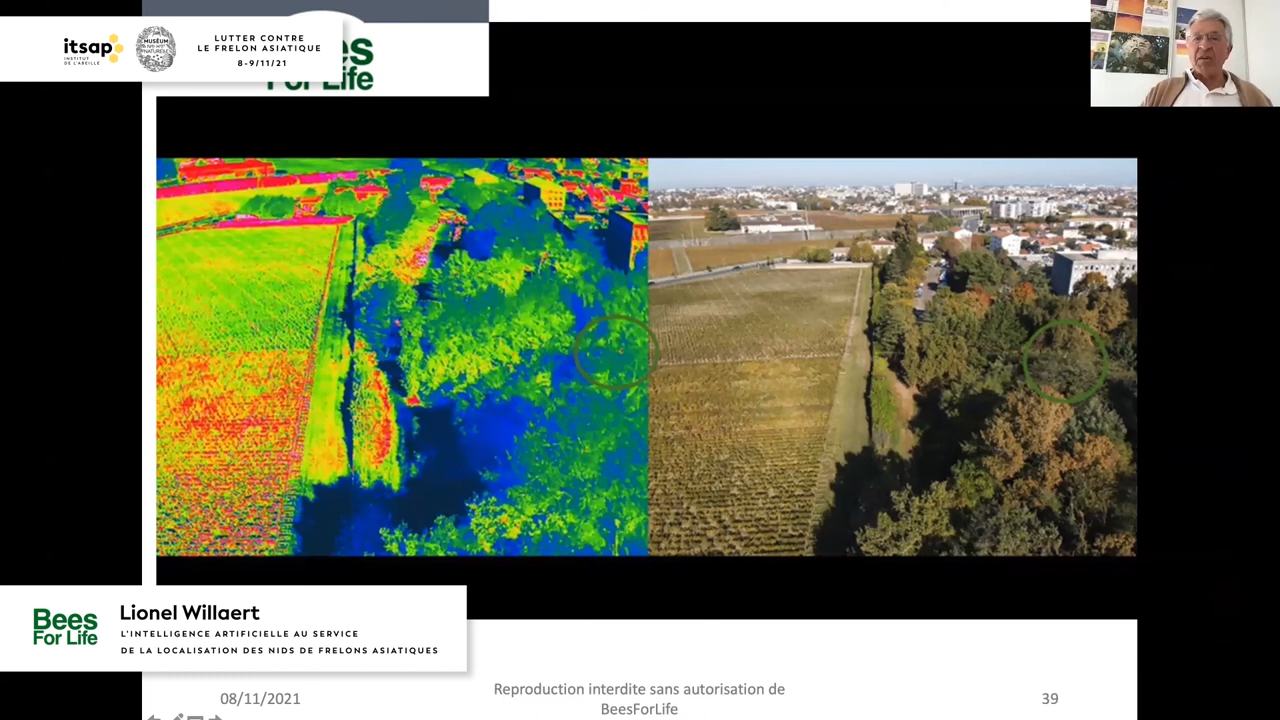 itsap
INSTITUT
DE L'ABEILLE
MUSÉUM
LUTTER CONTRE
LE FRELON ASIATIQUE
8-9/11/21
es
For Life
Bees
For Life
Lionel Willaert
L'INTELLIGENCE ARTIFICIELLE AU SERVICE
DE LA LOCALISATION DES NIDS DE FRELONS ASIATIQUES
08/11/2021
Reproduction interdite sans autorisation de
BeesForLife
39